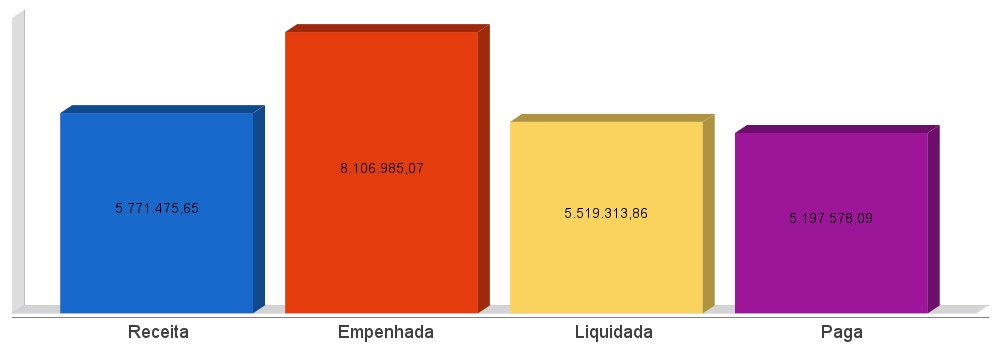 8.106.985,07
5.771.475,65
5.519.313,86
5.197.578,09
Receita Empenhada Liquidada Paga